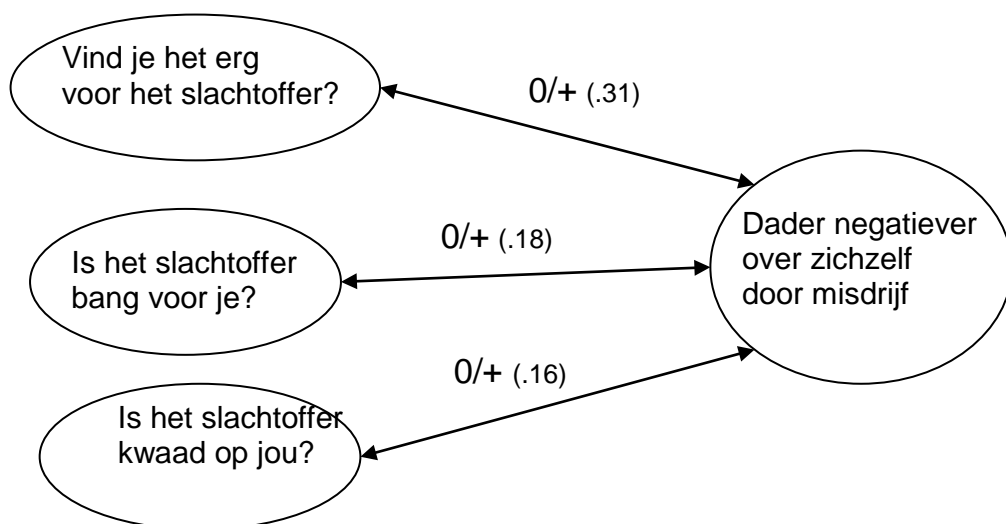 Vind je het erg
voor het slachtoffer?
0/+ (.31)
Is het slachtoffer
bang voor je?
0/+ (.18)
Dader negatiever
over zichzelf
door misdrijf
Is het slachtoffer
kwaad op jou?
0/+ (.16)